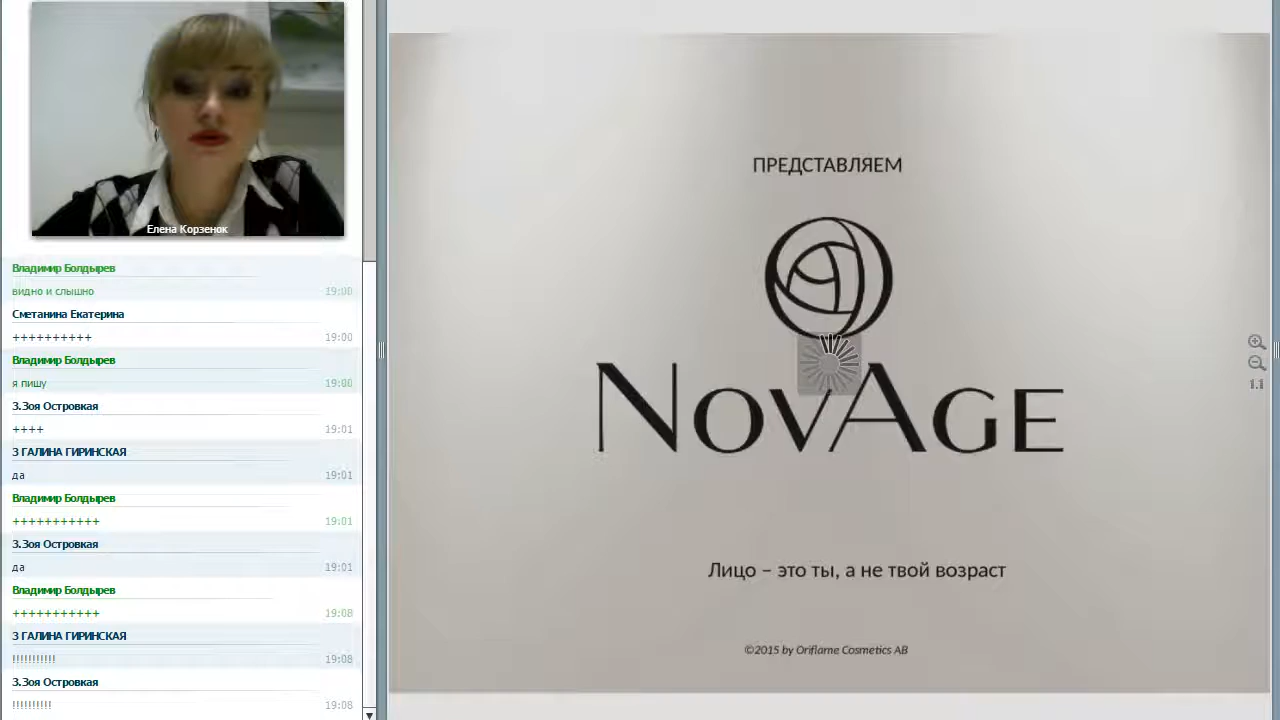 Елена Корзенок
Владимир Болдырев
видно и слышно 19:00
Сметанина Екатерина
++++++++++ 19:00
Владимир Болдырев
я пишу 19:00
3.Зоя Островкая
++++ 19:01
3 ГАЛИНА ГИРИНСКАЯ
да 19:01
Владимир Болдырев
+++++++++++ 19:01
3.Зоя Островкая
да 19:01
Владимир Болдырев
+++++++++++ 19:08
3 ГАЛИНА ГИРИНСКАЯ
!!!!!!!!!!! 19:08
3.Зоя Островкая
!!!!!!!!!! 19:08
ПРЕДСТАВЛЯЕМ
NovAge
Лицо – это ты, а не твой возраст
©2015 by Oriflame Cosmetics AB
1:1